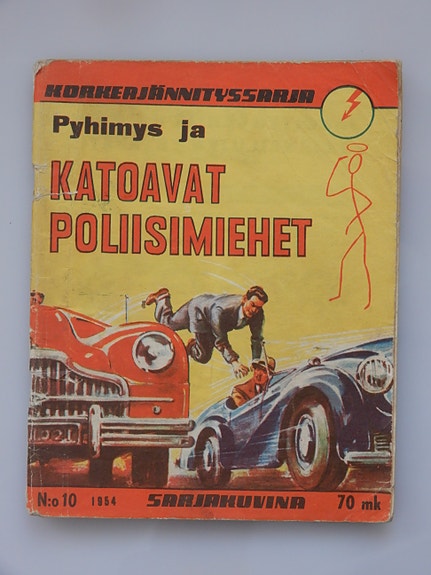 KORKEAJÄNNITYSSARJA
Pyhimys ja
KATOAVAT
POLIISIMIEHET
N:o 10 1954 SARJAKUVINA 70 mk